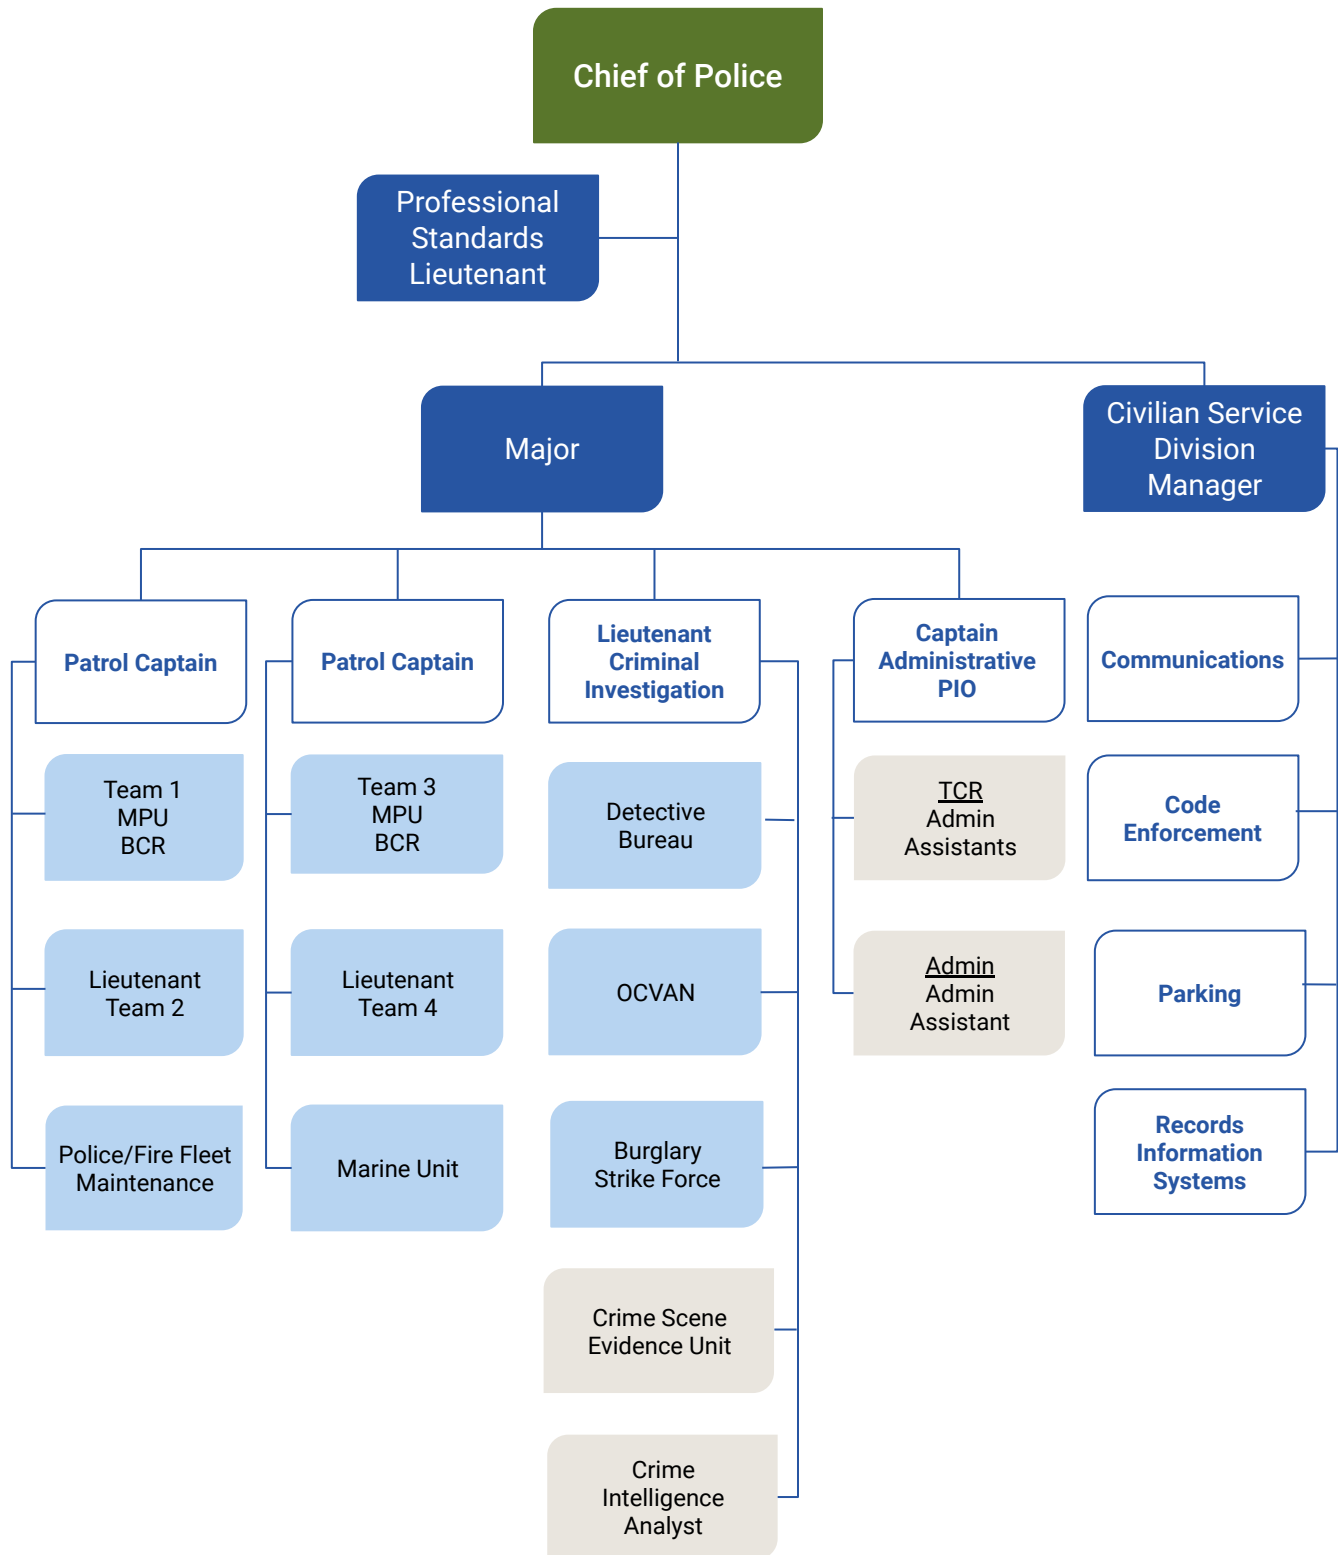 Chief of Police
Professional
Standards
Lieutenant
Major
Civilian Service
Division
Manager
Patrol Captain
Patrol Captain
Lieutenant
Criminal
Investigation
Captain
Administrative
PIO
Communications
Team 1
MPU
BCR
Team 3
MPU
BCR
Detective
Bureau
TCR
Admin
Assistants
Code
Enforcement
Lieutenant
Team 2
Lieutenant
Team 4
OCVAN
Admin
Admin
Assistant
Parking
Police/Fire Fleet
Maintenance
Marine Unit
Burglary
Strike Force
Records
Information
Systems
Crime Scene
Evidence Unit
Crime
Intelligence
Analyst